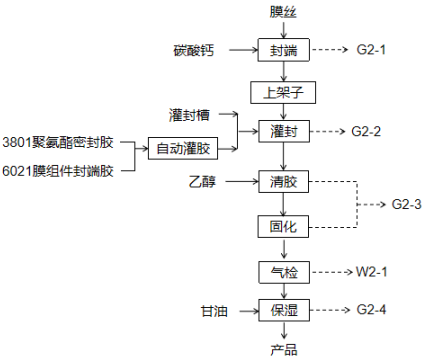 膜丝
碳酸钙
封端
G2-1
上架子
灌封槽
灌封
G2-2
3801聚氨酯密封胶
自动灌胶
6021膜组件封端胶
乙醇
清胶
G2-3
固化
气检
W2-1
甘油
保湿
G2-4
产品